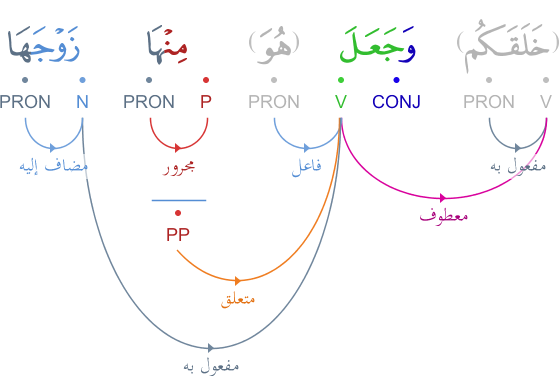 (خَلَقَكُم) وَجَعَلَ (هُوَ) مِنْهَا زَوْجَهَا
V PRON CONJ V PRON P PRON N PRON
مفعول به فاعل مجرور مضاف إليه
معطوف
PP
متعلق
مفعول به